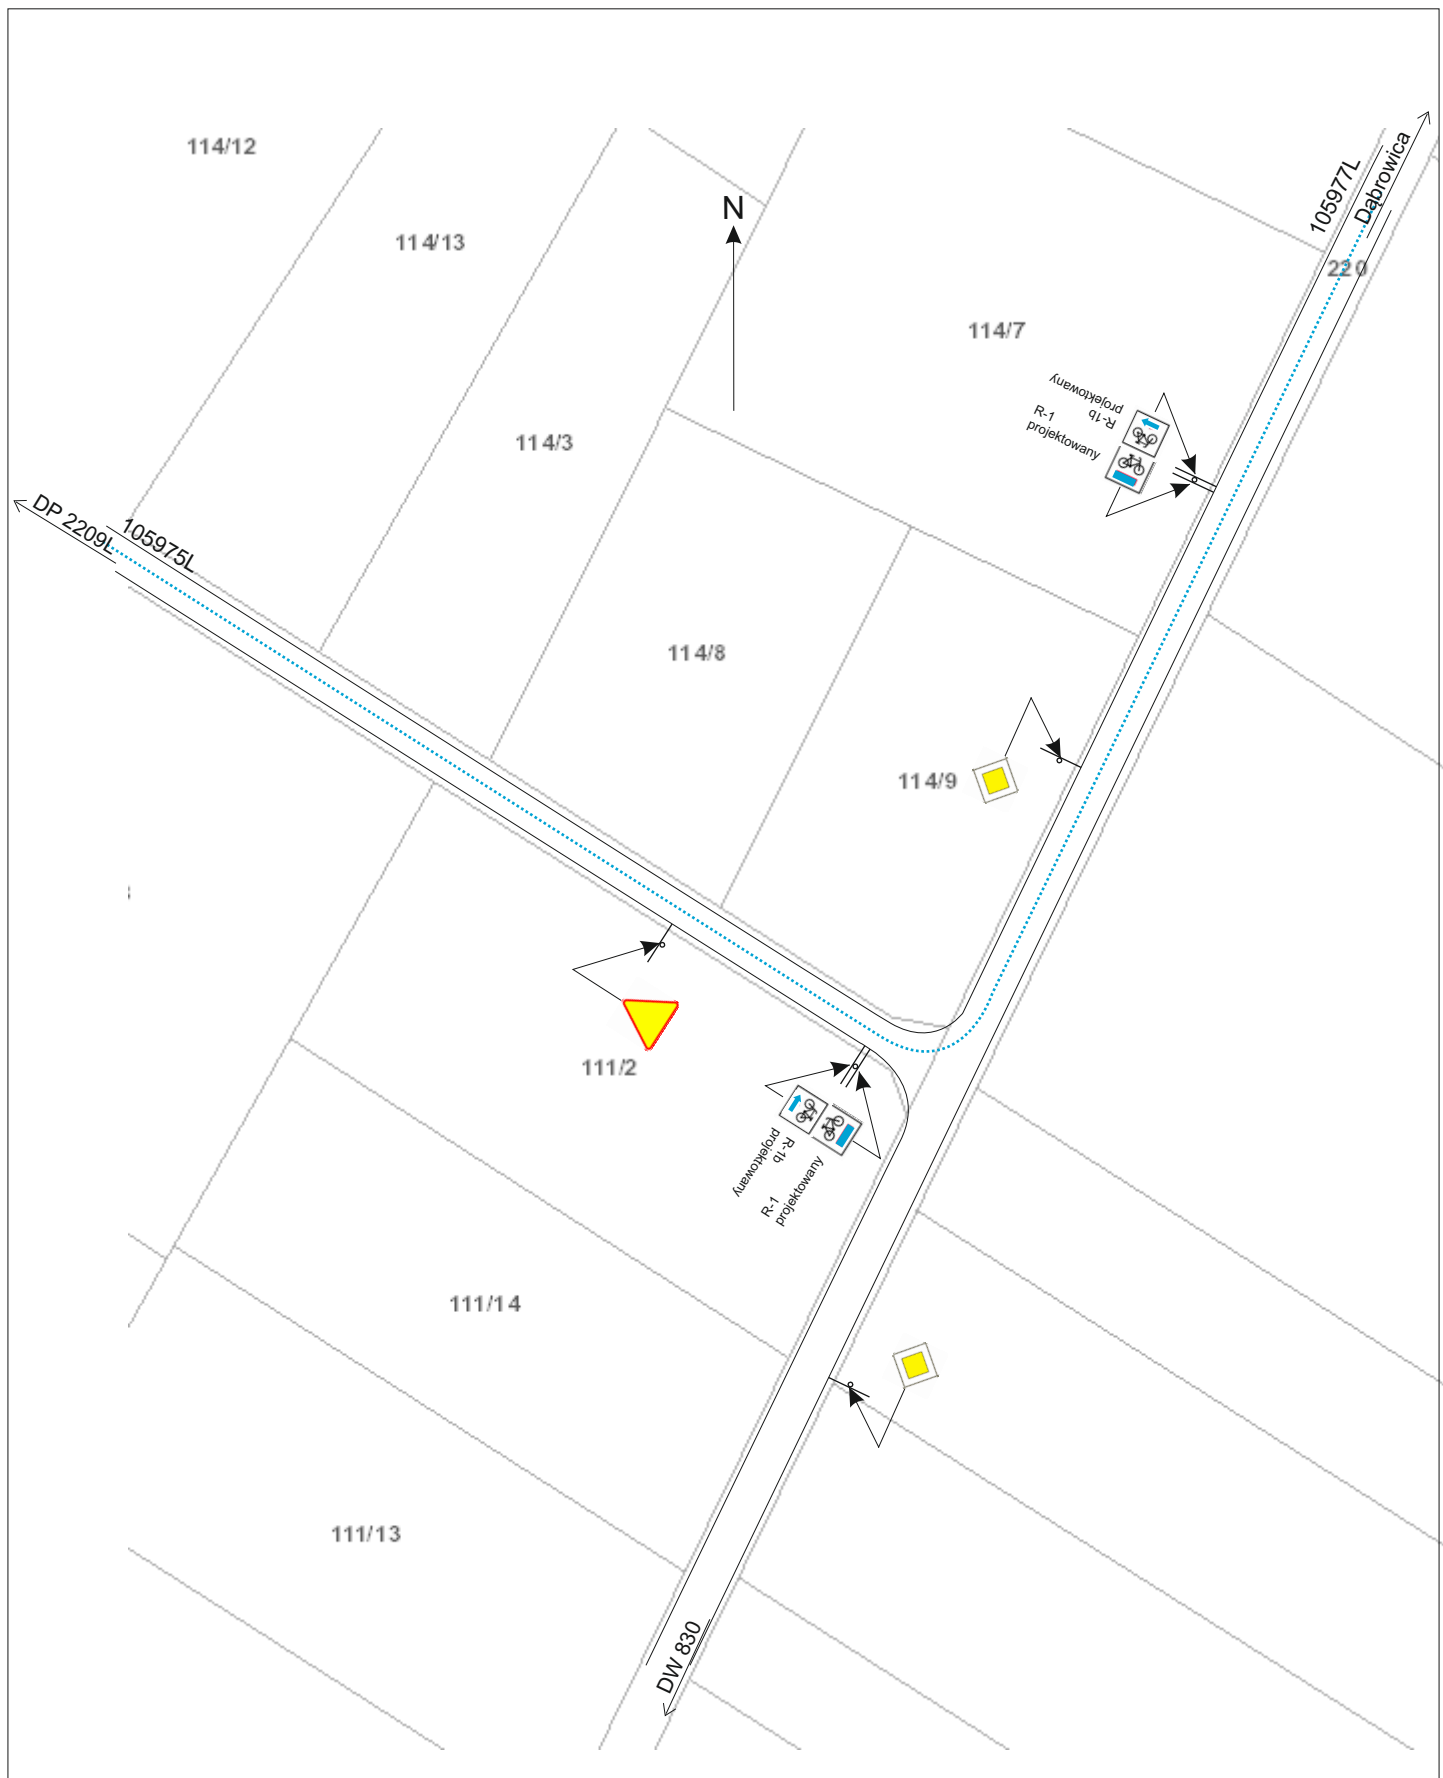 114/12
105977L
Dąbrowica
N
114/13
220
114/7
R-1b
projektowany
R-1
projektowany
114/3
DP 2209L
105975L
114/8
114/9
111/2
R-1b
projektowany
R-1
projektowany
111/14
111/13
DW 830